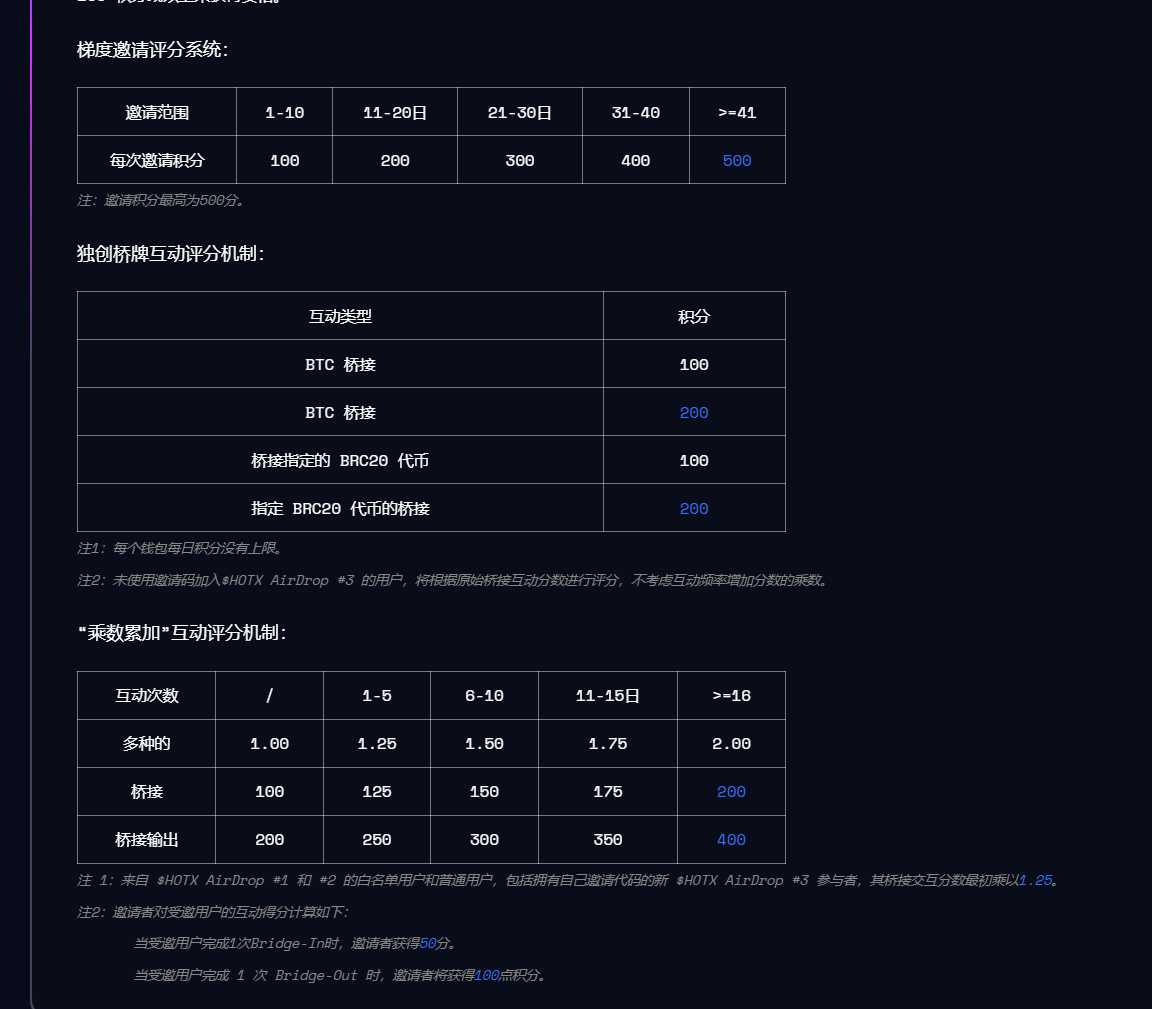 梯度邀请评分系统:
邀请范围 1-10 11-20日 21-30日 31-40 >=41
每次邀请积分 100 200 300 400 500
注: 邀请积分最高为500分。
独创桥牌互动评分机制:
互动类型 积分
BTC 桥接 100
BTC 桥接 200
桥接指定的 BRC20 代币 100
指定 BRC20 代币的桥接 200
注1: 每个钱包每日积分没有上限。
注2: 未使用邀请码加入$HOTX AirDrop #3 的用户, 将根据原始桥接互动分数进行评分, 不考虑互动频率增加分数的乘数。
“乘数累加”互动评分机制:
互动次数 / 1-5 6-10 11-15日 >=16
多种的 1.00 1.25 1.50 1.75 2.00
桥接 100 125 150 175 200
桥接输出 200 250 300 350 400
注 1: 来自 $HOTX AirDrop #1 和 #2 的白名单用户和普通用户, 包括拥有自己邀请代码的新 $HOTX AirDrop #3 参与者, 其桥接交互分数最初乘以1.25。
注2: 邀请者对受邀用户的互动得分计算如下:
当受邀用户完成1次Bridge-In时, 邀请者获得50分。
当受邀用户完成 1 次 Bridge-Out 时, 邀请者将获得100点积分。